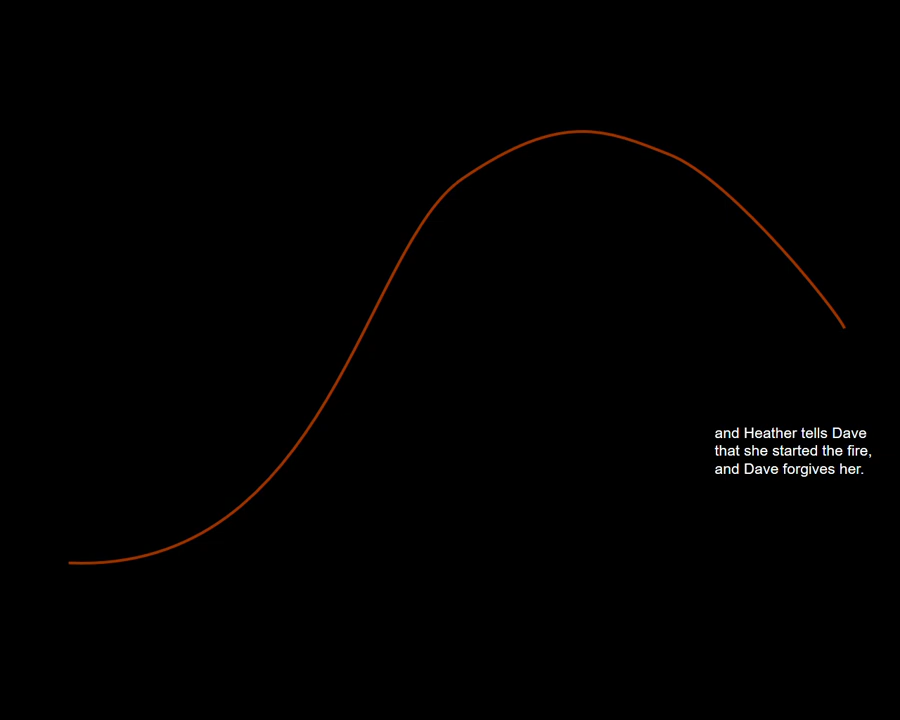 and Heather tells Dave
that she started the fire,
and Dave forgives her.